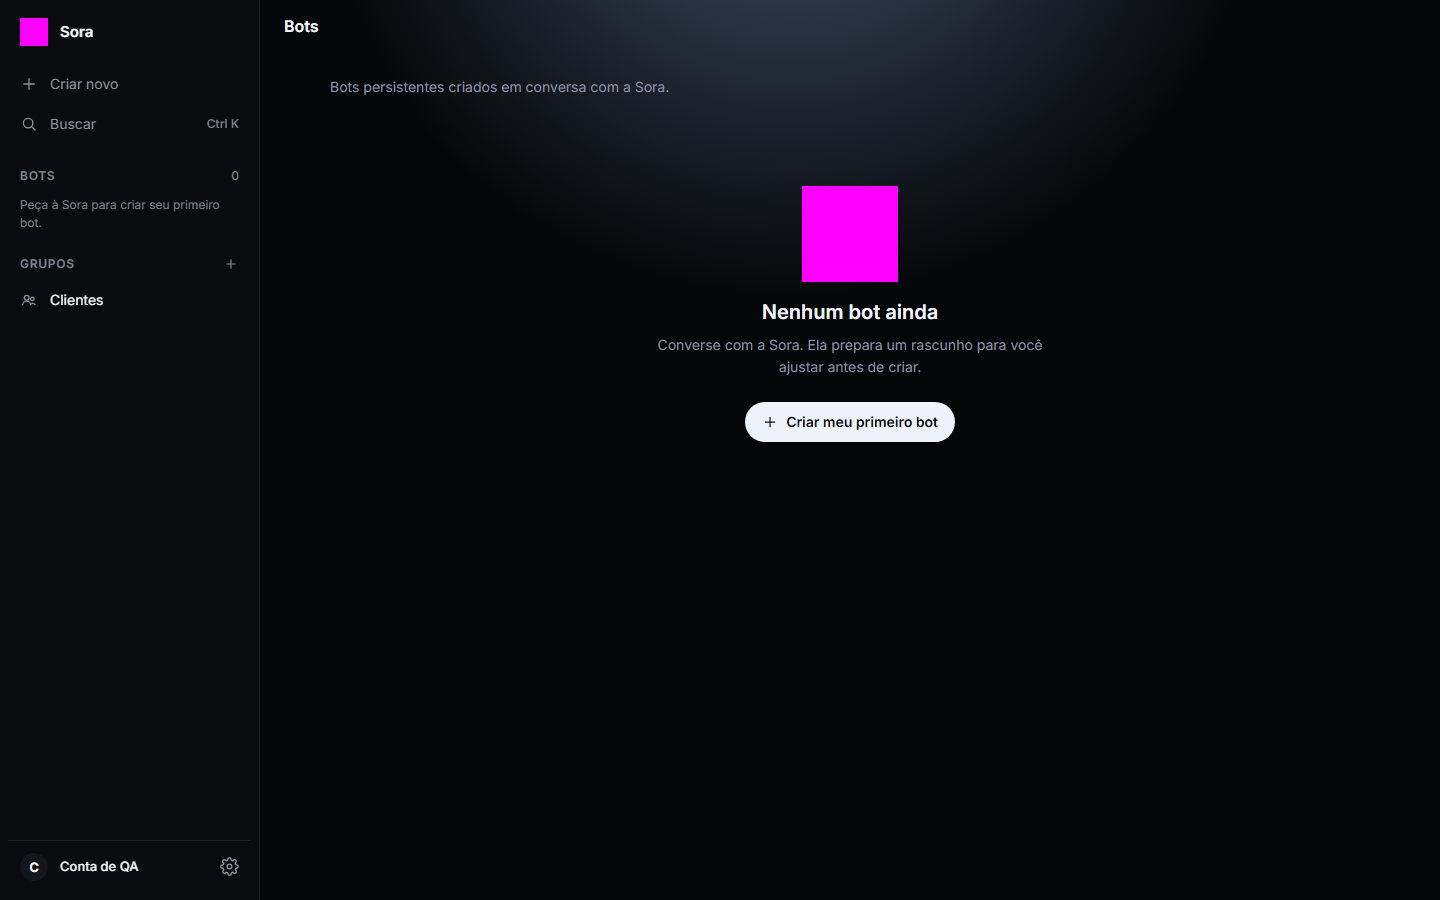 Sora
Criar novo
Buscar Ctrl K
BOTS 0
Peça à Sora para criar seu primeiro
bot.
GRUPOS
Clientes
Conta de QA
C
Bots
Bots persistentes criados em conversa com a Sora.
Nenhum bot ainda
Converse com a Sora. Ela prepara um rascunho para você
ajustar antes de criar.
Criar meu primeiro bot